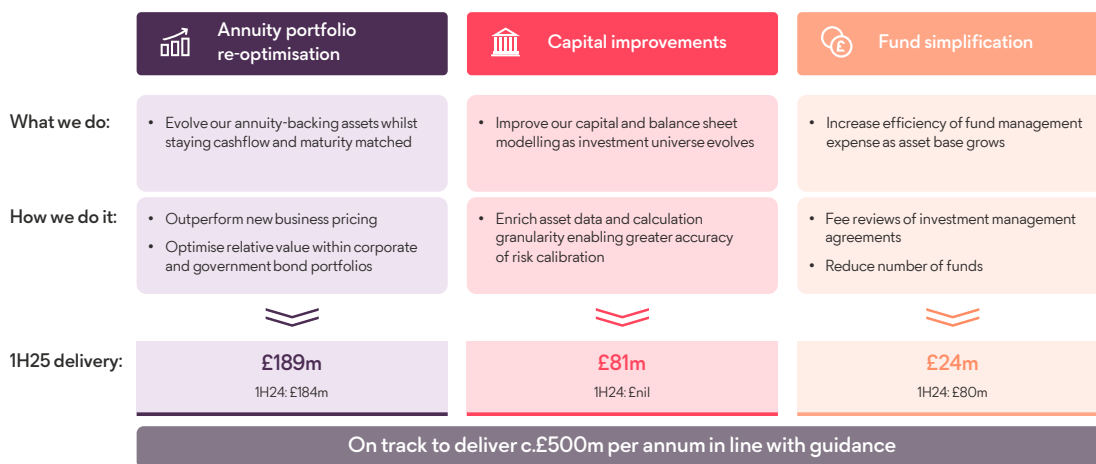 Annuity portfolio
re-optimisation
Capital improvements
Fund simplification
What we do:
• Evolve our annuity-backing assets whilst
staying cashflow and maturity matched
• Improve our capital and balance sheet
modelling as investment universe evolves
• Increase efficiency of fund management
expense as asset base grows
How we do it:
• Outperform new business pricing
• Optimise relative value within corporate
and government bond portfolios
• Enrich asset data and calculation
granularity enabling greater accuracy
of risk calibration
• Fee reviews of investment management
agreements
• Reduce number of funds
1H25 delivery:
£189m
1H24: £184m
£81m
1H24: £nil
£24m
1H24: £80m
On track to deliver c.£500m per annum in line with guidance